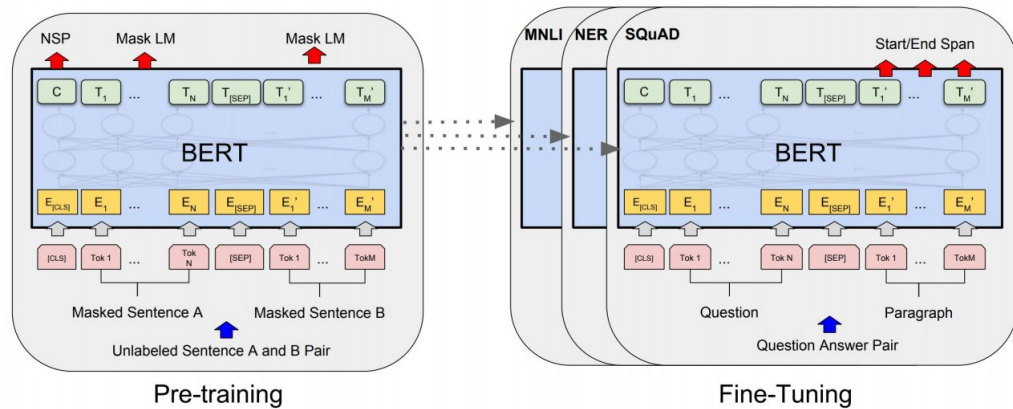 NSP Mask LM Mask LM
C T1 ... TN T[SEP] T1' ... TM'
BERT
E[CLS] E1 ... EN E[SEP] E1' ... EM'
[CLS] Tok 1 ... Tok N [SEP] Tok 1 ... TokM
Masked Sentence A Masked Sentence B
Unlabeled Sentence A and B Pair
Pre-training
MNLI NER SQuAD Start/End Span
C T1 ... TN T[SEP] T1' ... TM'
BERT
E[CLS] E1 ... EN E[SEP] E1' ... EM'
[CLS] Tok 1 ... Tok N [SEP] Tok 1 ... TokM
Question Paragraph
Question Answer Pair
Fine-Tuning